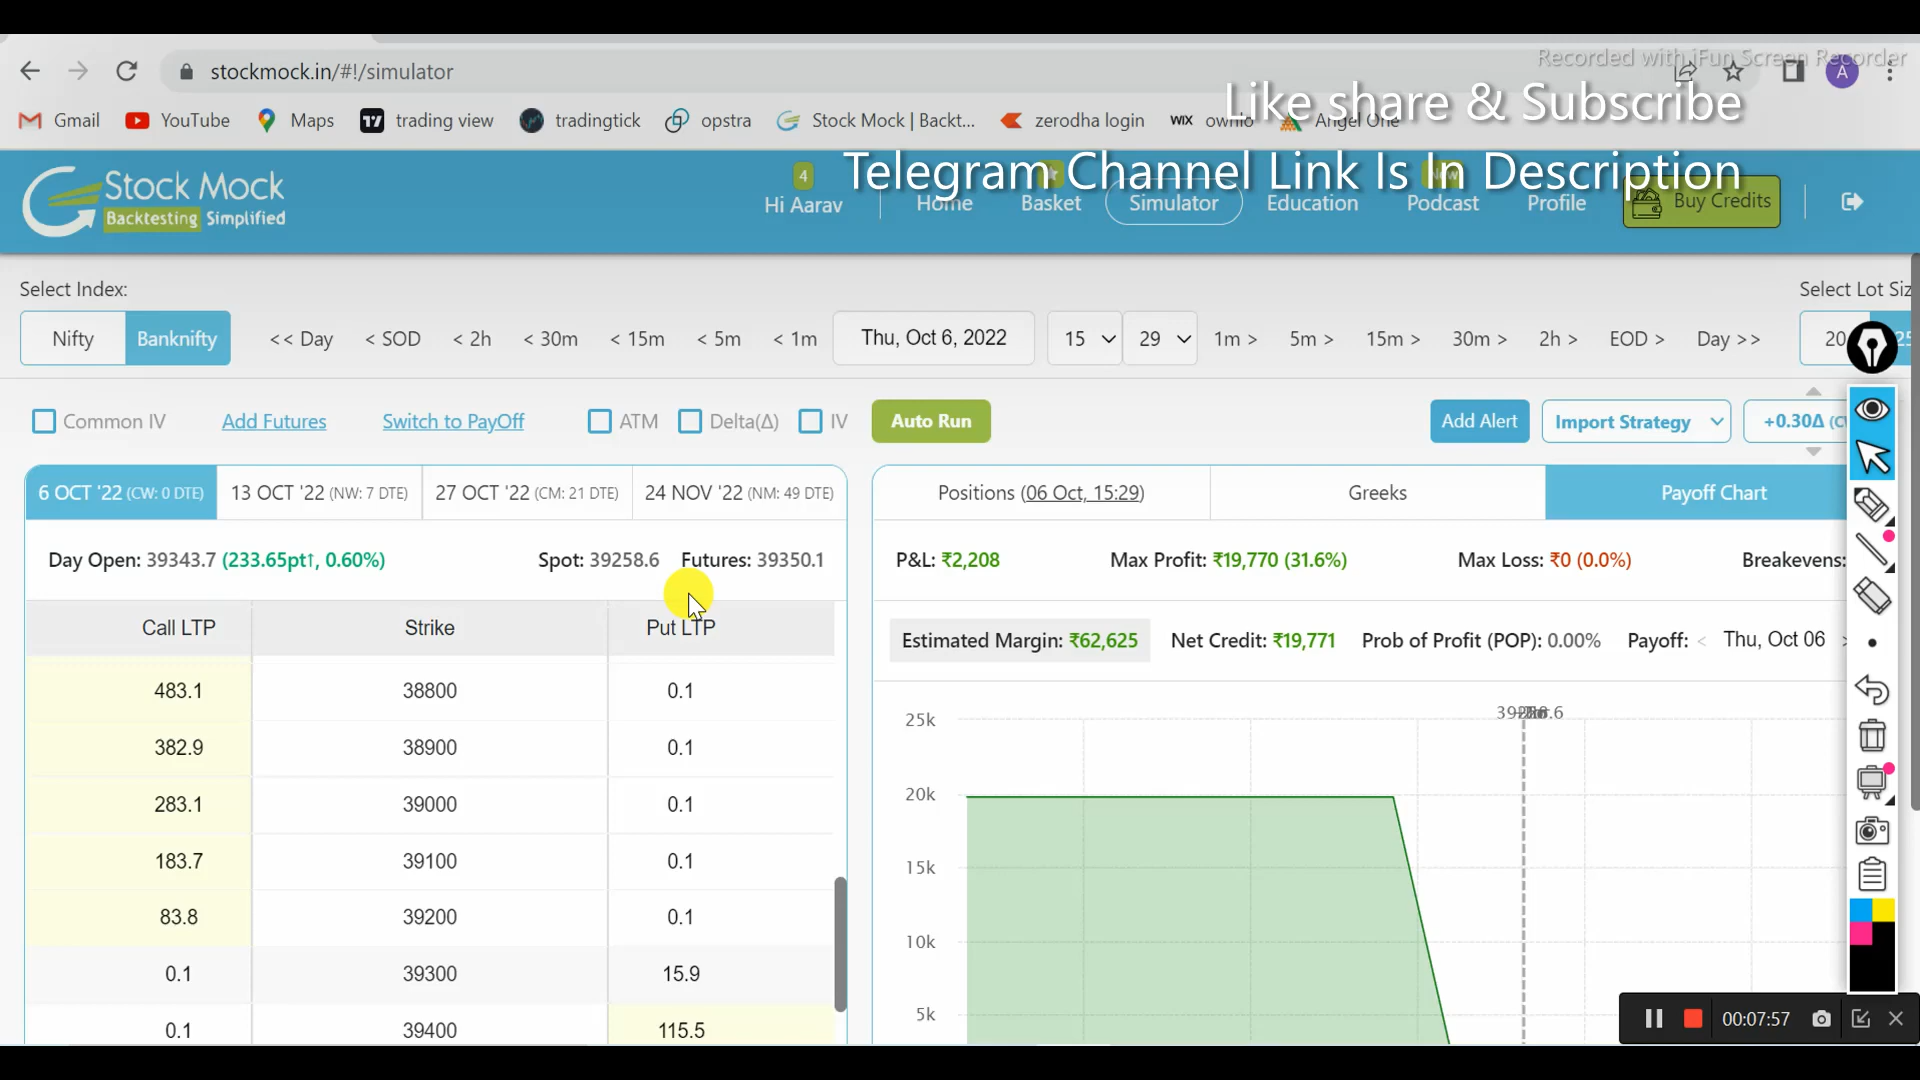 Recorded with iFun Screen Recorder
stockmock.in/#!/simulator
A
Like share & Subscribe
Gmail YouTube Maps trading view tradingtick opstra Stock Mock | Backt... zerodha login WIX ownio Angel One
Telegram Channel Link Is In Description
Stock Mock
Backtesting Simplified
4
Hi Aarav Home Basket Simulator Education New Podcast Profile Buy Credits
Select Index: Select Lot Siz
Nifty Banknifty << Day < SOD < 2h < 30m < 15m < 5m < 1m Thu, Oct 6, 2022 15 29 1m > 5m > 15m > 30m > 2h > EOD > Day >> 20 25
Common IV Add Futures Switch to PayOff ATM Delta(Δ) IV Auto Run Add Alert Import Strategy +0.30Δ (CW
6 OCT '22 (CW: 0 DTE) 13 OCT '22 (NW: 7 DTE) 27 OCT '22 (CM: 21 DTE) 24 NOV '22 (NM: 49 DTE) Positions (06 Oct, 15:29) Greeks Payoff Chart
Day Open: 39343.7 (233.65pt↑, 0.60%) Spot: 39258.6 Futures: 39350.1 P&L: ₹2,208 Max Profit: ₹19,770 (31.6%) Max Loss: ₹0 (0.0%) Breakevens:
Call LTP Strike Put LTP
Estimated Margin: ₹62,625 Net Credit: ₹19,771 Prob of Profit (POP): 0.00% Payoff: < Thu, Oct 06 >
483.1 38800 0.1
382.9 38900 0.1
283.1 39000 0.1
183.7 39100 0.1
83.8 39200 0.1
0.1 39300 15.9
0.1 39400 115.5
25k
20k
15k
10k
5k
00:07:57